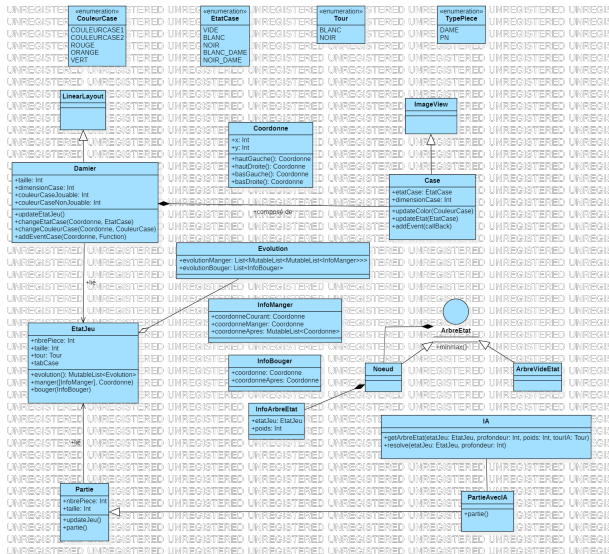 «enumeration»
CouleurCase
COULEURCASE1
COULEURCASE2
ROUGE
ORANGE
VERT
«enumeration»
EtatCase
VIDE
BLANC
NOIR
BLANC_DAME
NOIR_DAME
«enumeration»
Tour
BLANC
NOIR
«enumeration»
TypePiece
DAME
PN
LinearLayout
ImageView
Coordonne
+x: Int
+y: Int
+hautGauche(): Coordonne
+hautDroite(): Coordonne
+basGauche(): Coordonne
+basDroite(): Coordonne
Damier
+taille: Int
+dimensionCase: Int
+couleurCaseJouable: Int
+couleurCaseNonJouable: Int
+updateEtatJeu()
+changeEtatCase(Coordonne, EtatCase)
+changeCouleurCase(Coordonne, CouleurCase)
+addEventCase(Coordonne, Function)
Case
+etatCase: EtatCase
+dimensionCase: Int
+updateColor(CouleurCase)
+updateEtat(EtatCase)
+addEvent(callBack)
+composé de
Evolution
+evolutionManger: List<MutableList<MutableList<InfoManger>>>
+evolutionBouger: List<InfoBouger>
+lié
InfoManger
+coordonneCourant: Coordonne
+coordonneManger: Coordonne
+coordonneApres: MutableList<Coordonne>
ArbreEtat
+minmax()
EtatJeu
+nbrePiece: Int
+taille: Int
+tour: Tour
+tabCase
+evolution(): MutableList<Evolution>
+manger([InfoManger], Coordonne)
+bouger(InfoBouger)
InfoBouger
+coordonne: Coordonne
+coordonneApres: Coordonne
Noeud
ArbreVideEtat
InfoArbreEtat
+etatJeu: EtatJeu
+poids: Int
IA
+getArbreEtat(etatJeu: EtatJeu, profondeur: Int, poids: Int, tourIA: Tour)
+resolve(etatJeu: EtatJeu, profondeur: Int)
+lié
Partie
+nbrePiece: Int
+taille: Int
+updateJeu()
+partie()
PartieAvecIA
+partie()
UNREGISTERED